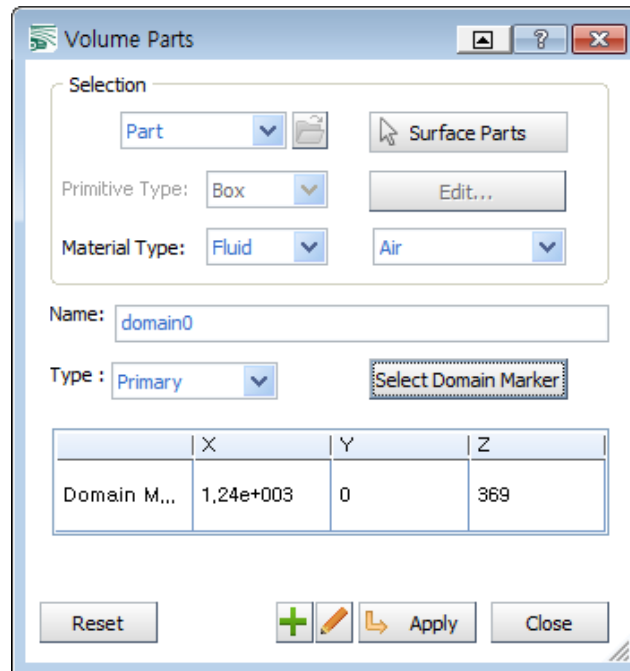 Volume Parts
Selection
Part
Surface Parts
Primitive Type: Box
Edit...
Material Type: Fluid
Air
Name: domain0
Type : Primary
Select Domain Marker
X Y Z
Domain M,,, 1,24e+003 0 369
Reset
Apply
Close